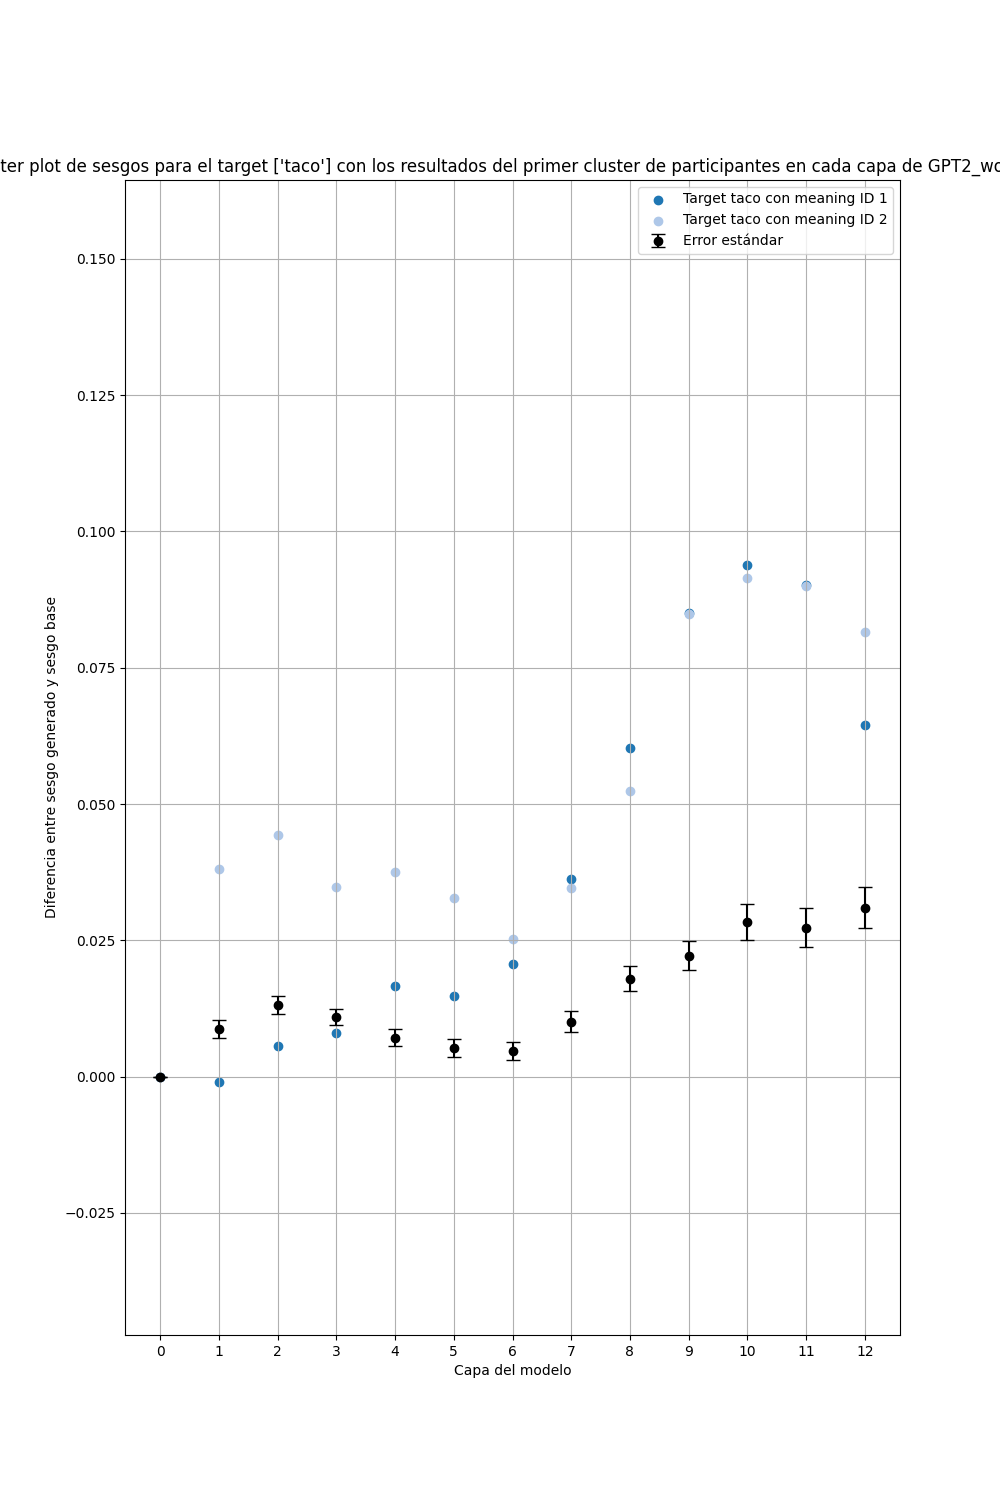 ter plot de sesgos para el target ['taco'] con los resultados del primer cluster de participantes en cada capa de GPT2_wo
Target taco con meaning ID 1
Target taco con meaning ID 2
Error estándar
0.150
0.125
0.100
0.075
0.050
0.025
0.000
−0.025
Diferencia entre sesgo generado y sesgo base
0 1 2 3 4 5 6 7 8 9 10 11 12
Capa del modelo